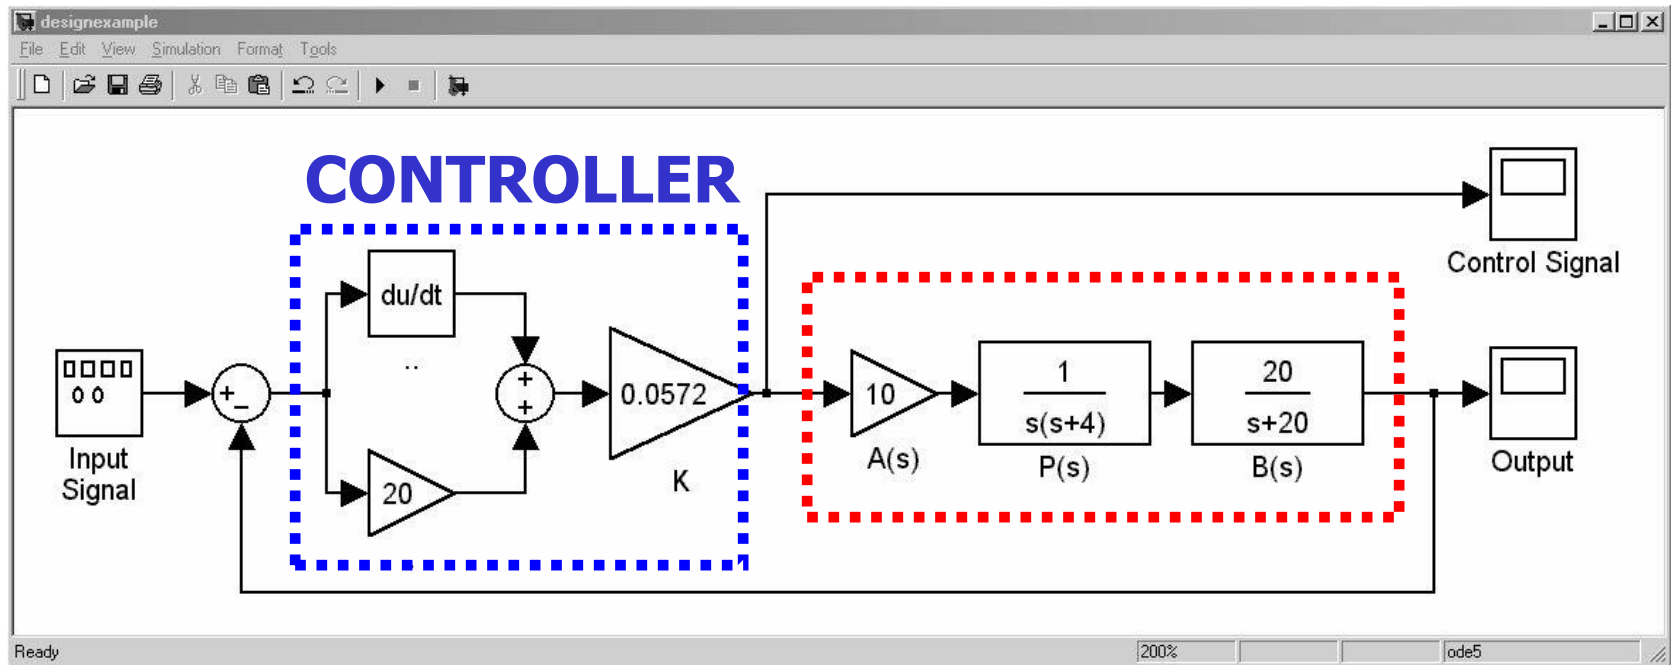 designexample
File Edit View Simulation Format Tools
CONTROLLER
Control Signal
du/dt
..
Input
Signal
+
−
20
+
+
0.0572
K
10
A(s)
1
s(s+4)
P(s)
20
s+20
B(s)
Output
Ready 200% ode5